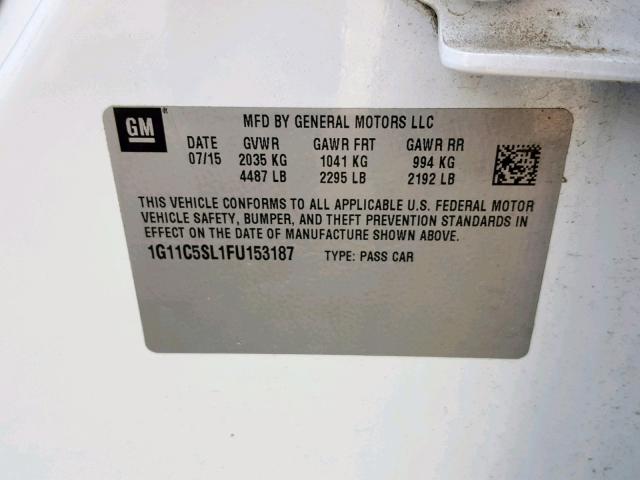 GM
MFD BY GENERAL MOTORS LLC
DATE GVWR GAWR FRT GAWR RR
07/15 2035 KG 1041 KG 994 KG
4487 LB 2295 LB 2192 LB
THIS VEHICLE CONFORMS TO ALL APPLICABLE U.S. FEDERAL MOTOR
VEHICLE SAFETY, BUMPER, AND THEFT PREVENTION STANDARDS IN
EFFECT ON THE DATE OF MANUFACTURE SHOWN ABOVE.
1G11C5SL1FU153187 TYPE: PASS CAR